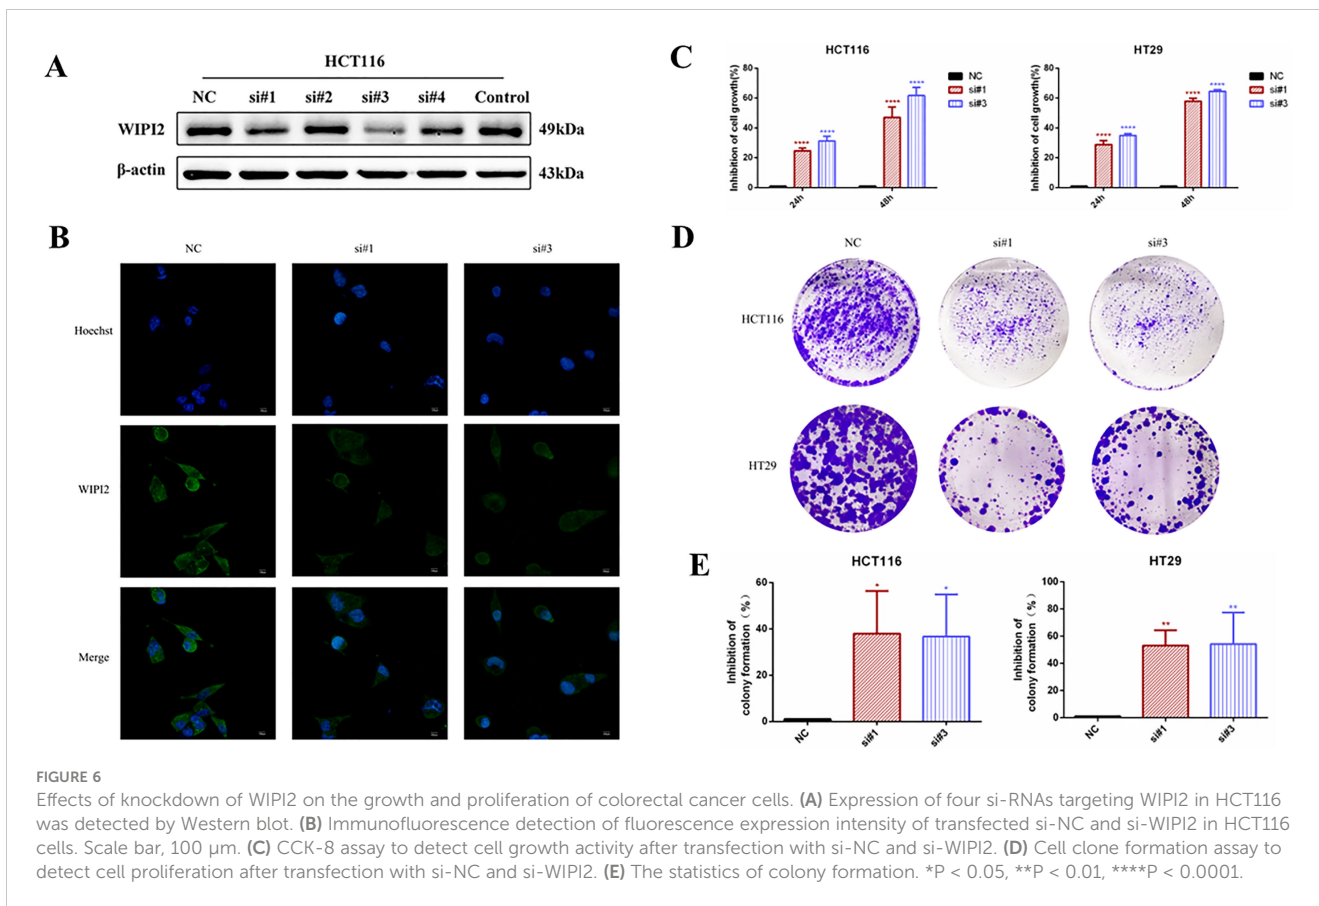 A
HCT116
NC si#1 si#2 si#3 si#4 Control
WIPI2 49kDa
β-actin 43kDa
B
NC si#1 si#3
Hoechst
WIPI2
Merge
C
HCT116
Inhibition of cell growth(%)
80
60
40
20
0
**** **** **** ****
24h 48h
NC
si#1
si#3
HT29
Inhibition of cell growth(%)
80
60
40
20
0
**** **** **** ****
24h 48h
NC
si#1
si#3
D
NC si#1 si#3
HCT116
HT29
E
HCT116
Inhibition of
colony formation（%）
60
40
20
0
* *
NC si#1 si#3
HT29
Inhibition of
colony formation（%）
100
80
60
40
20
0
** **
NC si#1 si#3
FIGURE 6
Effects of knockdown of WIPI2 on the growth and proliferation of colorectal cancer cells. (A) Expression of four si-RNAs targeting WIPI2 in HCT116
was detected by Western blot. (B) Immunofluorescence detection of fluorescence expression intensity of transfected si-NC and si-WIPI2 in HCT116
cells. Scale bar, 100 μm. (C) CCK-8 assay to detect cell growth activity after transfection with si-NC and si-WIPI2. (D) Cell clone formation assay to
detect cell proliferation after transfection with si-NC and si-WIPI2. (E) The statistics of colony formation. *P < 0.05, **P < 0.01, ****P < 0.0001.